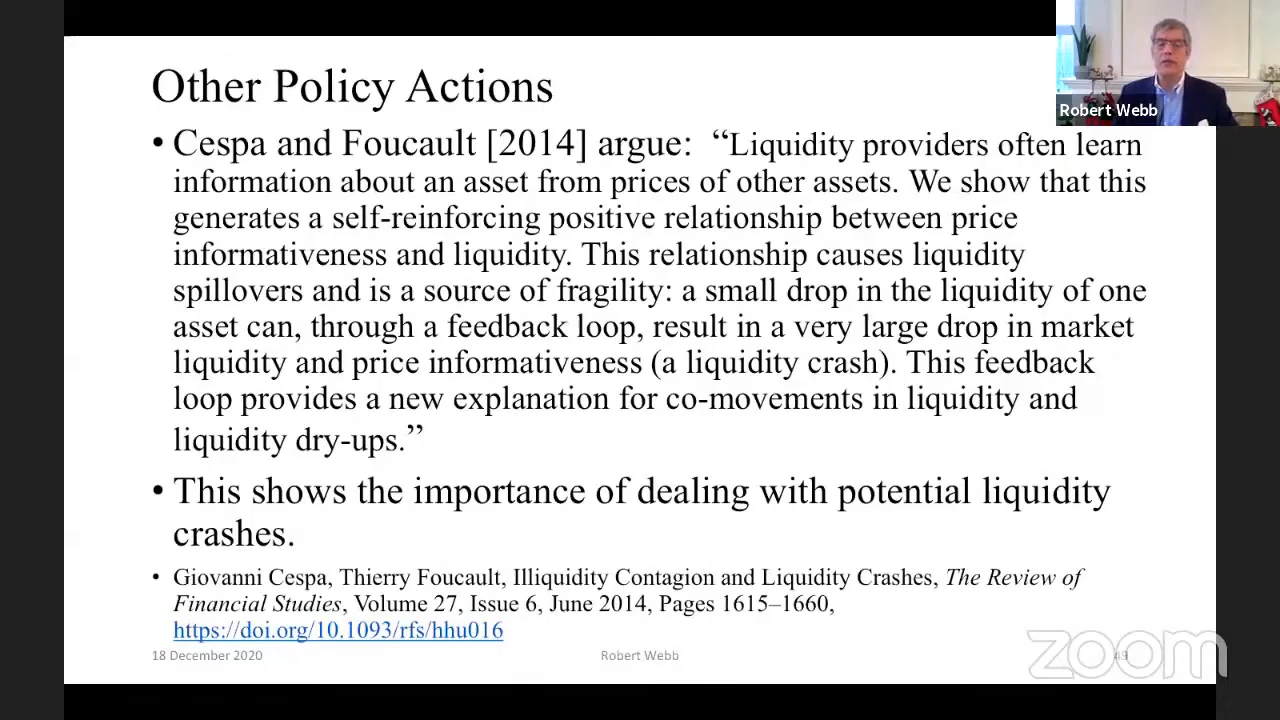 Other Policy Actions
Robert Webb
• Cespa and Foucault [2014] argue: “Liquidity providers often learn
information about an asset from prices of other assets. We show that this
generates a self-reinforcing positive relationship between price
informativeness and liquidity. This relationship causes liquidity
spillovers and is a source of fragility: a small drop in the liquidity of one
asset can, through a feedback loop, result in a very large drop in market
liquidity and price informativeness (a liquidity crash). This feedback
loop provides a new explanation for co-movements in liquidity and
liquidity dry-ups.”
• This shows the importance of dealing with potential liquidity
crashes.
• Giovanni Cespa, Thierry Foucault, Illiquidity Contagion and Liquidity Crashes, The Review of
Financial Studies, Volume 27, Issue 6, June 2014, Pages 1615–1660,
https://doi.org/10.1093/rfs/hhu016
18 December 2020
Robert Webb
49
zoom